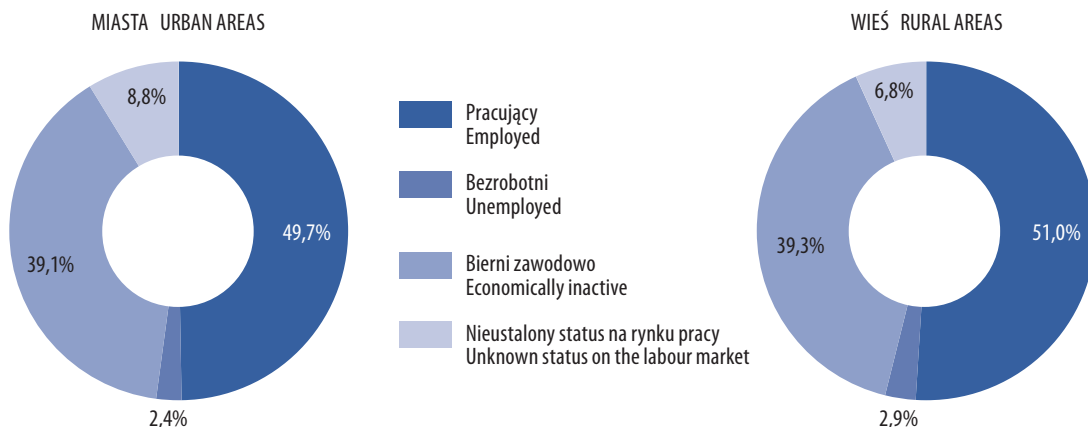 MIASTA URBAN AREAS
8,8%
49,7%
39,1%
2,4%
Pracujący
Employed
Bezrobotni
Unemployed
Bierni zawodowo
Economically inactive
Nieustalony status na rynku pracy
Unknown status on the labour market
WIEŚ RURAL AREAS
6,8%
51,0%
39,3%
2,9%